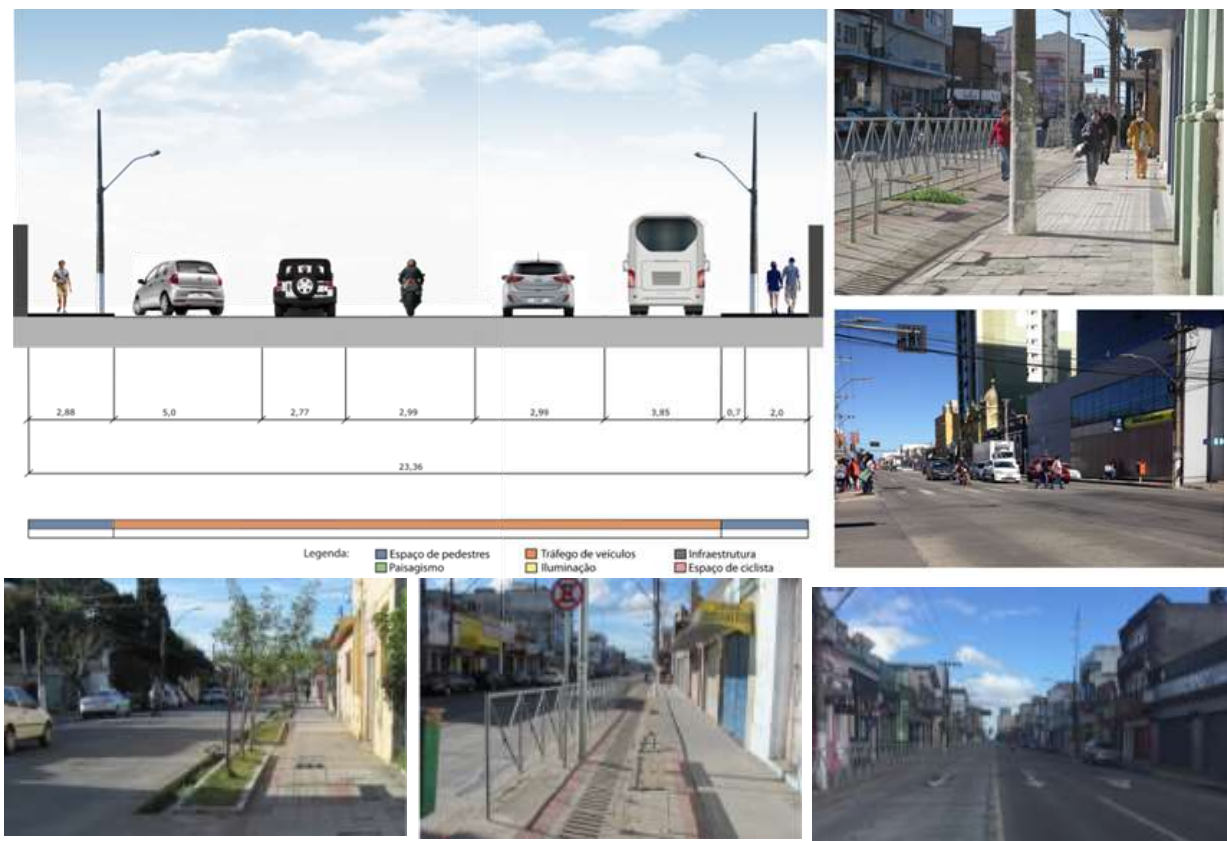 2,88 5,0 2,77 2,99 2,98 3,85 0,7 2,0
23,36
Legenda: Espaço de pedestres Tráfego de veículos Infraestrutura
Paisagismo Iluminação Espaço de ciclista
E